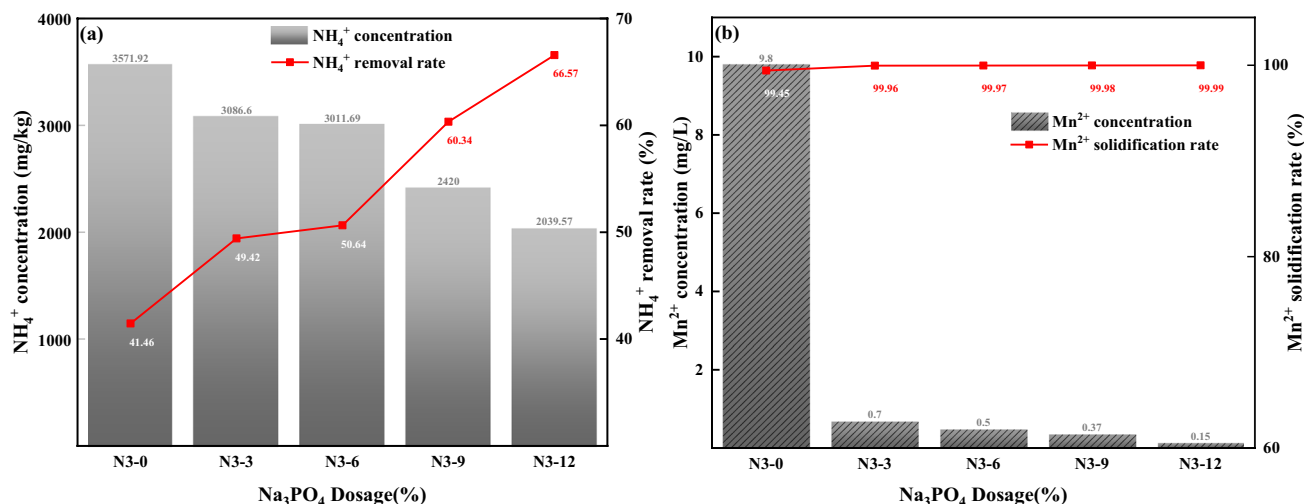 (a)
NH₄⁺ concentration
NH₄⁺ removal rate
4000
3000
2000
1000
NH₄⁺ concentration (mg/kg)
70
60
50
40
NH₄⁺ removal rate (%)
3571.92
3086.6
3011.69
2420
2039.57
41.46
49.42
50.64
60.34
66.57
N3-0 N3-3 N3-6 N3-9 N3-12
Na₃PO₄ Dosage(%)
(b)
Mn²⁺ concentration
Mn²⁺ solidification rate
10
8
6
4
2
Mn²⁺ concentration (mg/L)
100
80
60
Mn²⁺ solidification rate (%)
9.8
0.7
0.5
0.37
0.15
99.45
99.96
99.97
99.98
99.99
N3-0 N3-3 N3-6 N3-9 N3-12
Na₃PO₄ Dosage(%)